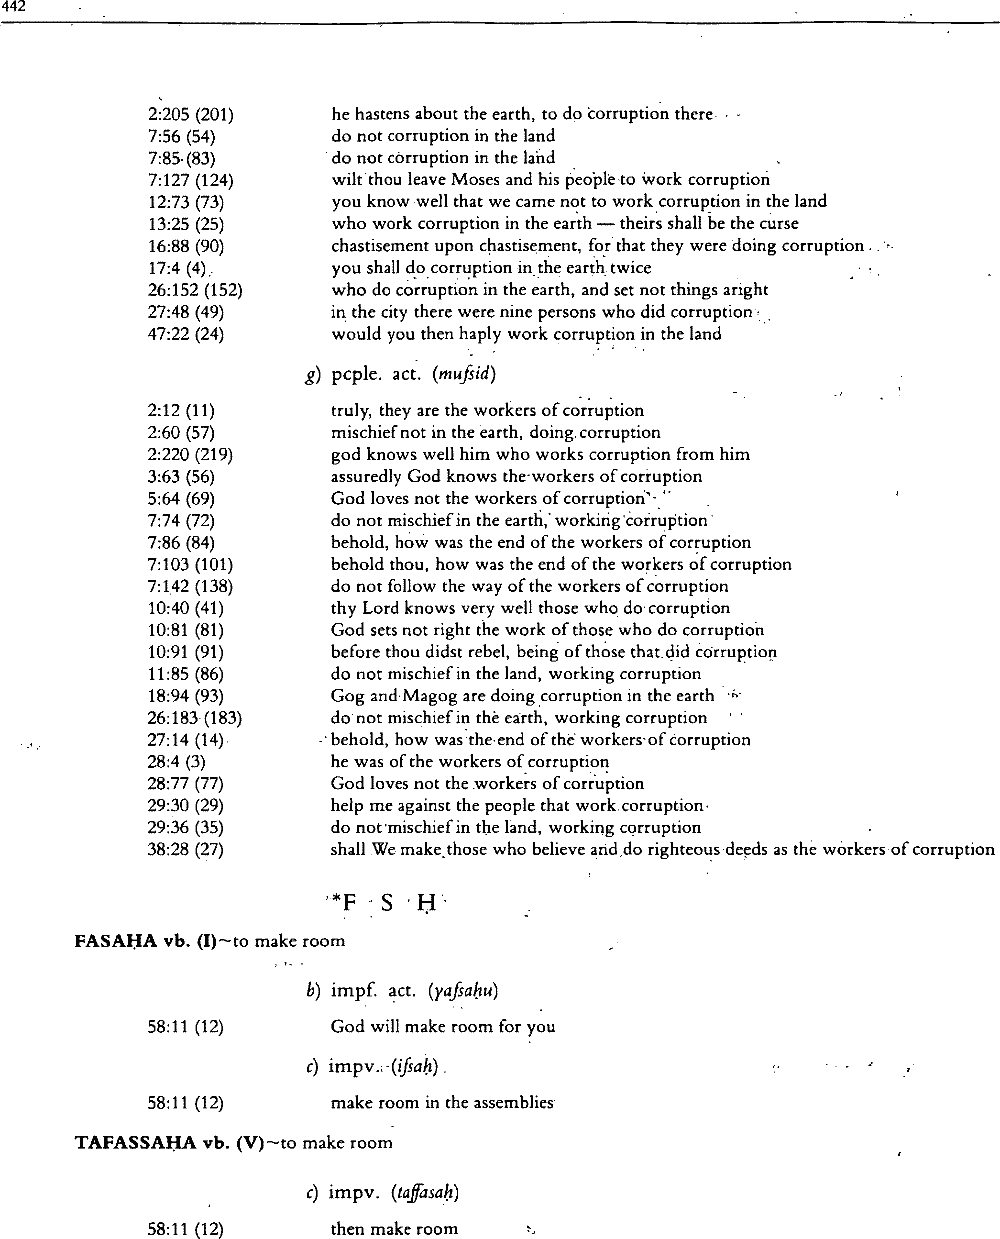 442
2:205 (201) he hastens about the earth, to do corruption there
7:56 (54) do not corruption in the land
7:85 (83) do not corruption in the land
7:127 (124) wilt thou leave Moses and his people to work corruption
12:73 (73) you know well that we came not to work corruption in the land
13:25 (25) who work corruption in the earth — theirs shall be the curse
16:88 (90) chastisement upon chastisement, for that they were doing corruption
17:4 (4) you shall do corruption in the earth twice
26:152 (152) who do corruption in the earth, and set not things aright
27:48 (49) in the city there were nine persons who did corruption
47:22 (24) would you then haply work corruption in the land
g) pcple. act. (mufsid)
2:12 (11) truly, they are the workers of corruption
2:60 (57) mischief not in the earth, doing corruption
2:220 (219) god knows well him who works corruption from him
3:63 (56) assuredly God knows the workers of corruption
5:64 (69) God loves not the workers of corruption
7:74 (72) do not mischief in the earth, working corruption
7:86 (84) behold, how was the end of the workers of corruption
7:103 (101) behold thou, how was the end of the workers of corruption
7:142 (138) do not follow the way of the workers of corruption
10:40 (41) thy Lord knows very well those who do corruption
10:81 (81) God sets not right the work of those who do corruption
10:91 (91) before thou didst rebel, being of those that did corruption
11:85 (86) do not mischief in the land, working corruption
18:94 (93) Gog and Magog are doing corruption in the earth
26:183 (183) do not mischief in the earth, working corruption
27:14 (14) behold, how was the end of the workers of corruption
28:4 (3) he was of the workers of corruption
28:77 (77) God loves not the workers of corruption
29:30 (29) help me against the people that work corruption
29:36 (35) do not mischief in the land, working corruption
38:28 (27) shall We make those who believe and do righteous deeds as the workers of corruption
*F S Ḥ
FASAḤA vb. (I)~to make room
b) impf. act. (yafsaḥu)
58:11 (12) God will make room for you
c) impv. (ifsaḥ)
58:11 (12) make room in the assemblies
TAFASSAḤA vb. (V)~to make room
c) impv. (taffasaḥ)
58:11 (12) then make room